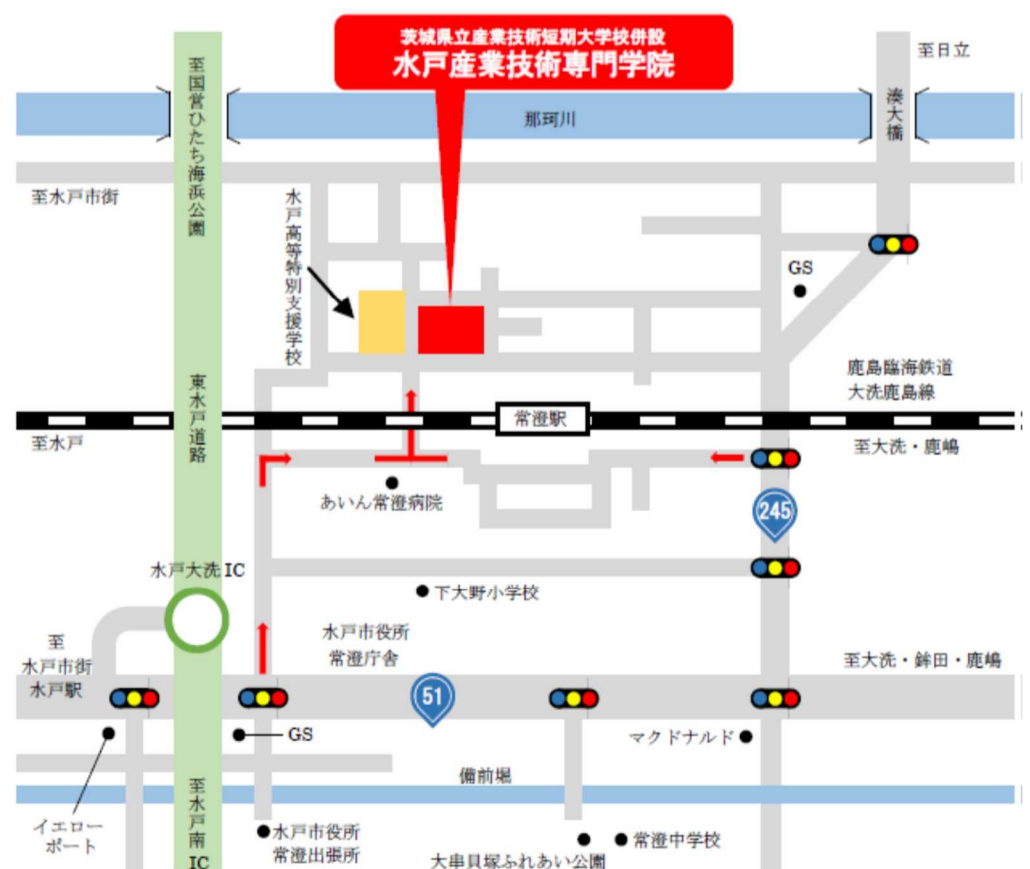 茨城県立産業技術短期大学校併設
水戸産業技術専門学院
至日立
至国営ひたち海浜公園
那珂川
湊大橋
至水戸市街
水戸高等特別支援学校
GS
東水戸道路
鹿島臨海鉄道
大洗鹿島線
常澄駅
至水戸
至大洗・鹿嶋
あいん常澄病院
245
水戸大洗IC
下大野小学校
水戸市役所
常澄庁舎
至
水戸市街
水戸駅
至大洗・鉾田・鹿嶋
51
GS
マクドナルド
備前堀
至水戸南IC
イエロー
ポート
水戸市役所
常澄出張所
常澄中学校
大串貝塚ふれあい公園